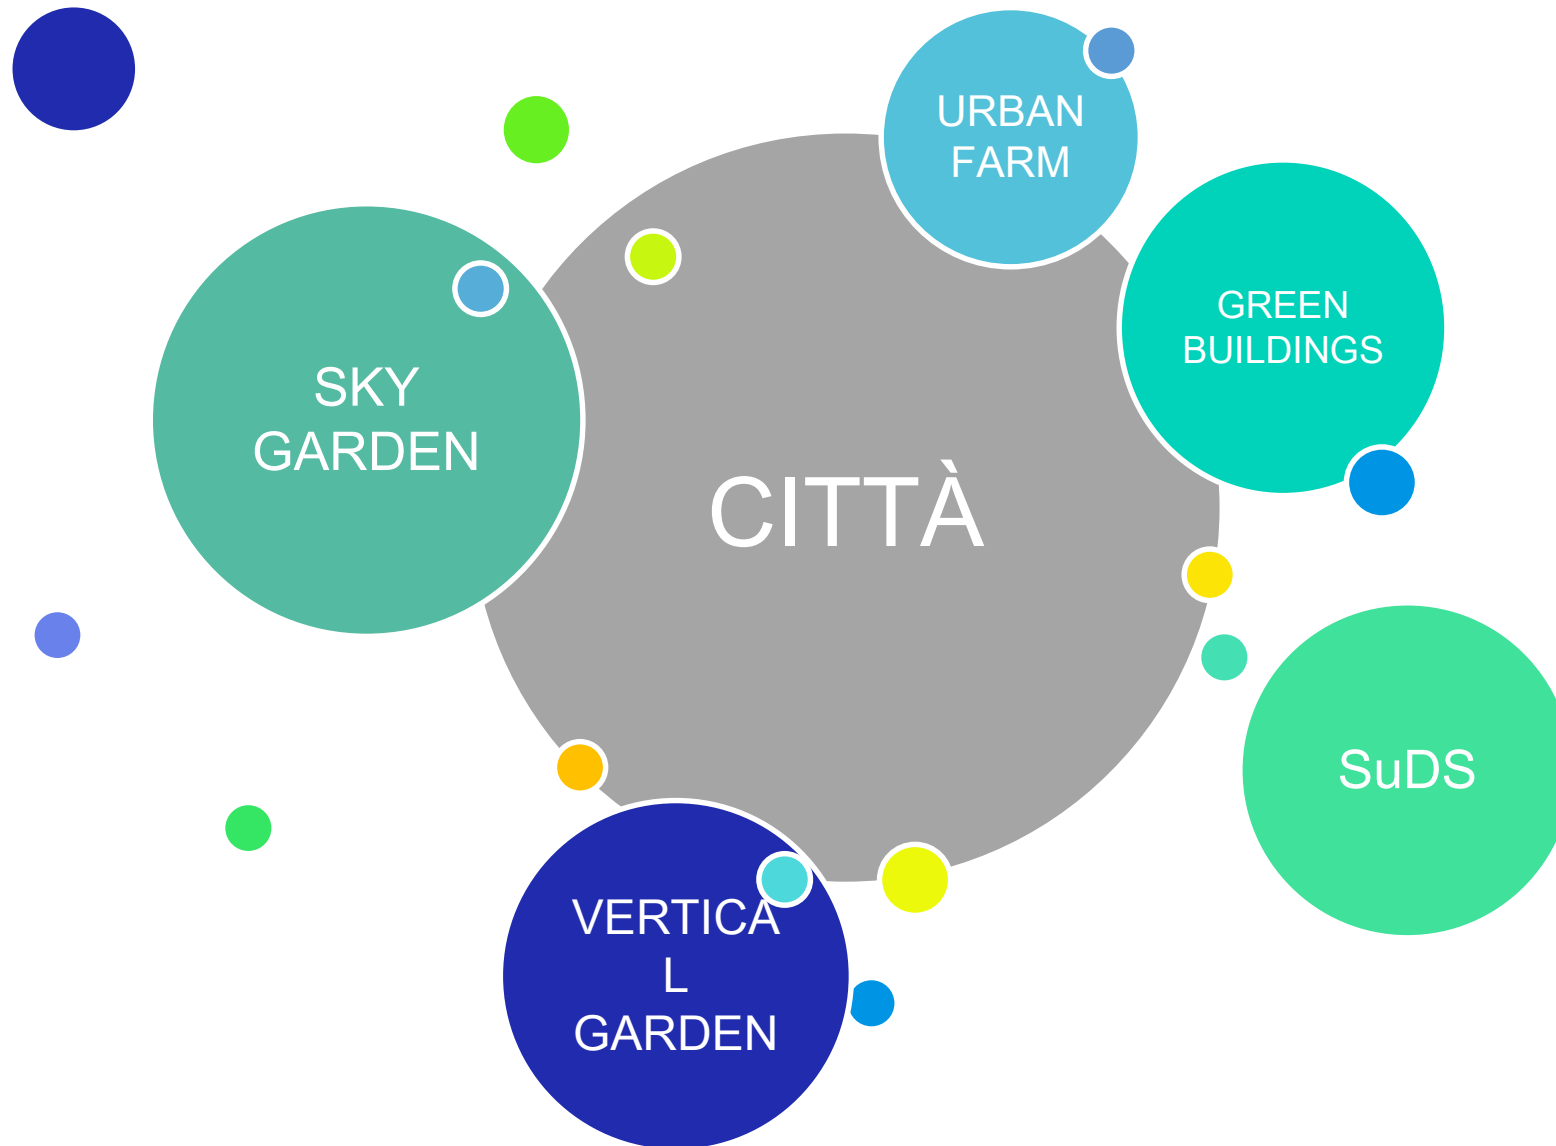 URBAN
FARM
GREEN
BUILDINGS
SKY
GARDEN
CITTÀ
SuDS
VERTICA
L
GARDEN